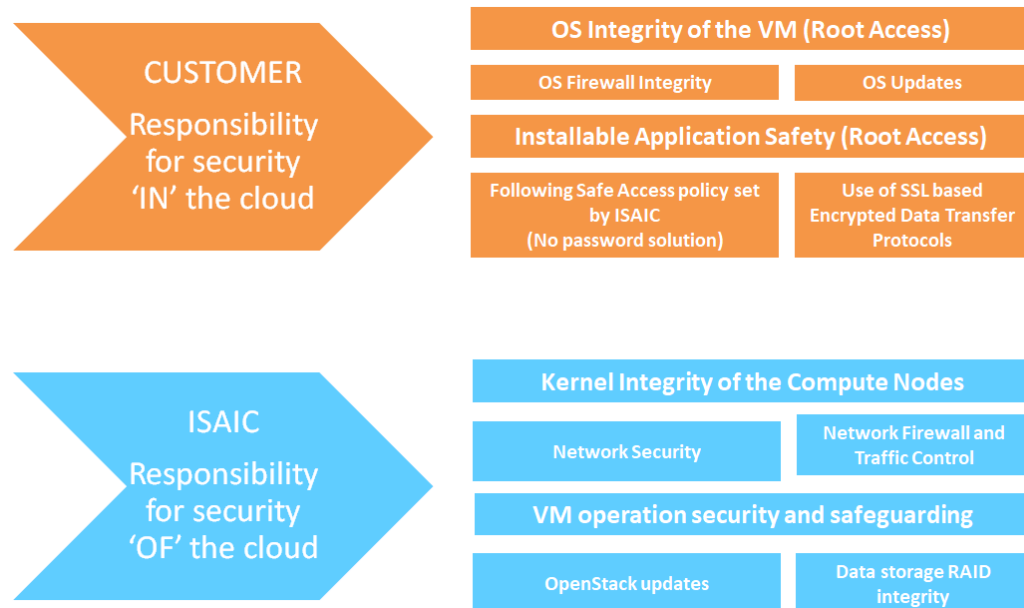 CUSTOMER
Responsibility
for security
‘IN’ the cloud
OS Integrity of the VM (Root Access)
OS Firewall Integrity
OS Updates
Installable Application Safety (Root Access)
Following Safe Access policy set
by ISAIC
(No password solution)
Use of SSL based
Encrypted Data Transfer
Protocols
ISAIC
Responsibility
for security
‘OF’ the cloud
Kernel Integrity of the Compute Nodes
Network Security
Network Firewall and
Traffic Control
VM operation security and safeguarding
OpenStack updates
Data storage RAID
integrity